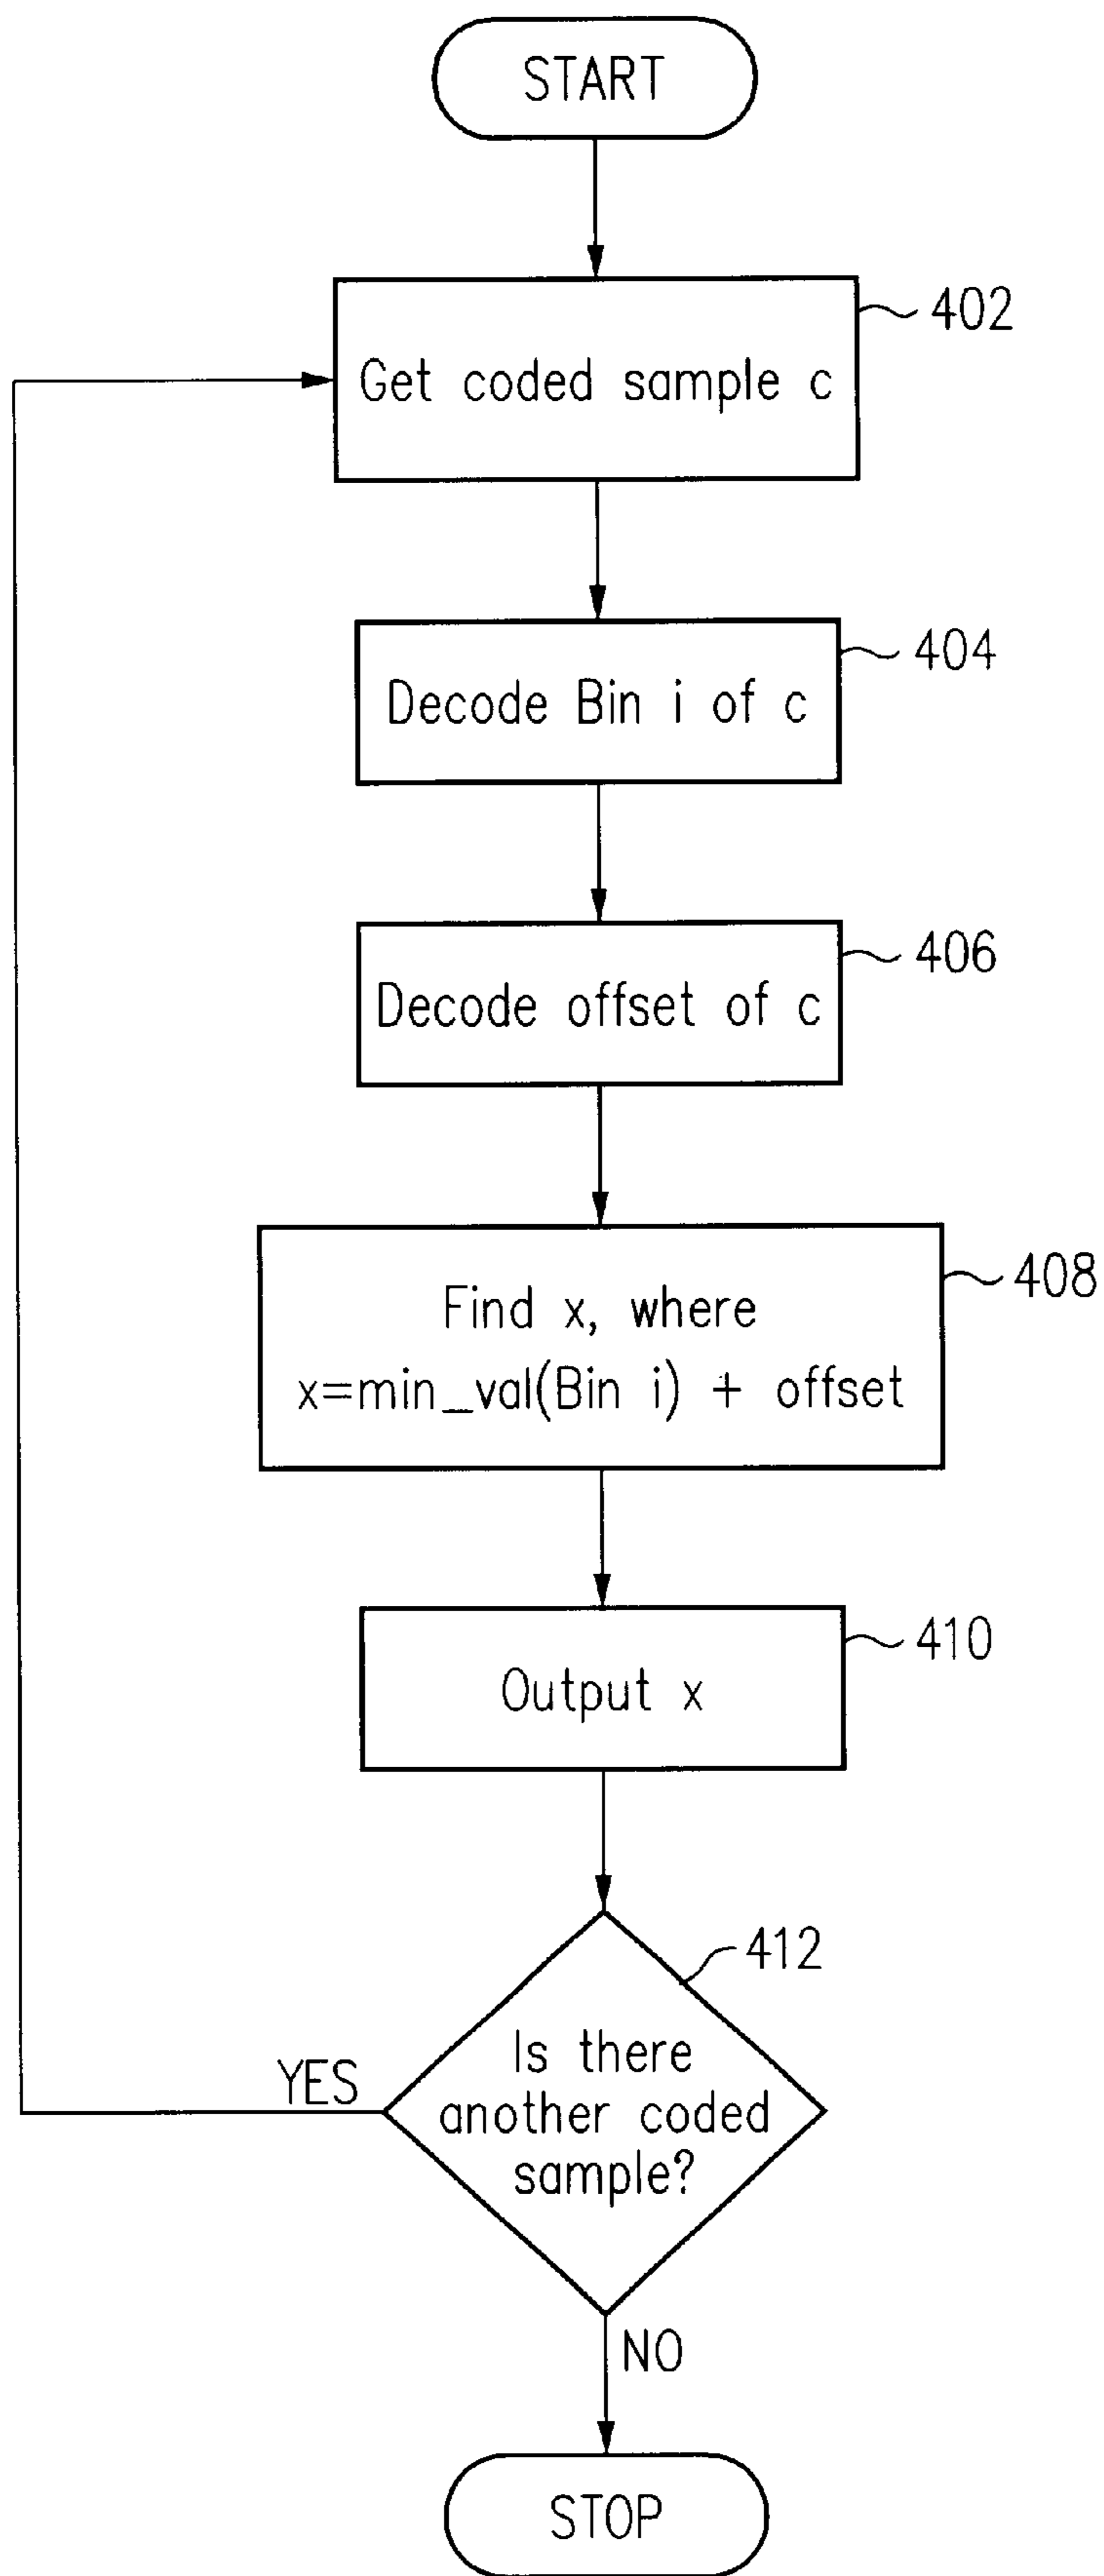 START
402
Get coded sample c
404
Decode Bin i of c
406
Decode offset of c
408
Find x, where
x=min_val(Bin i) + offset
410
Output x
412
Is there
another coded
sample?
YES
NO
STOP